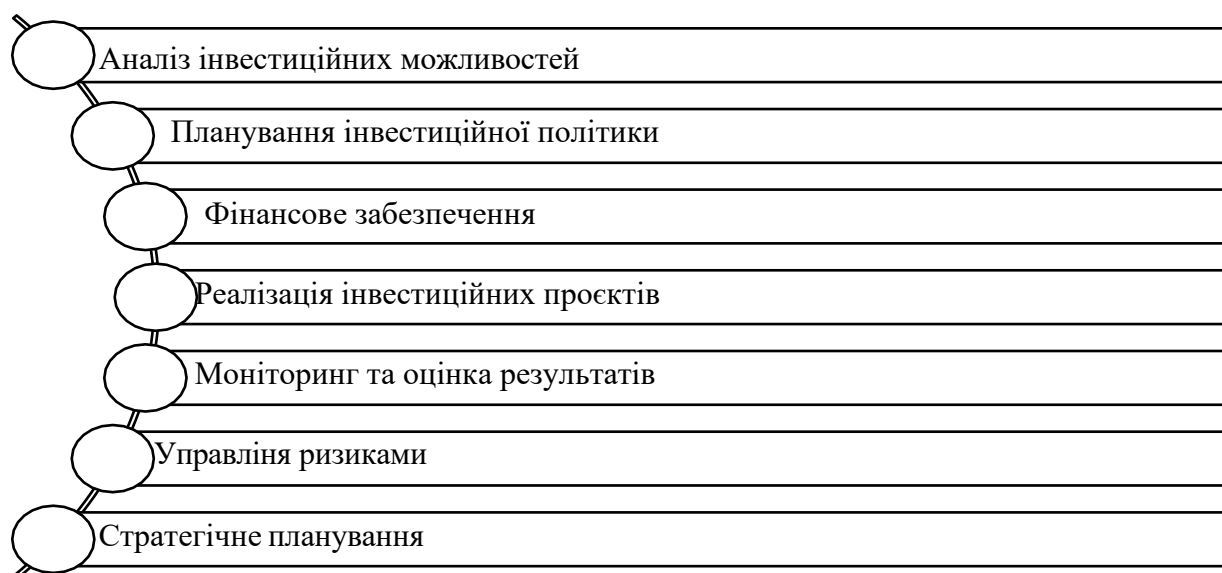 Аналіз інвестиційних можливостей
Планування інвестиційної політики
Фінансове забезпечення
Реалізація інвестиційних проєктів
Моніторинг та оцінка результатів
Управліня ризиками
Стратегічне планування